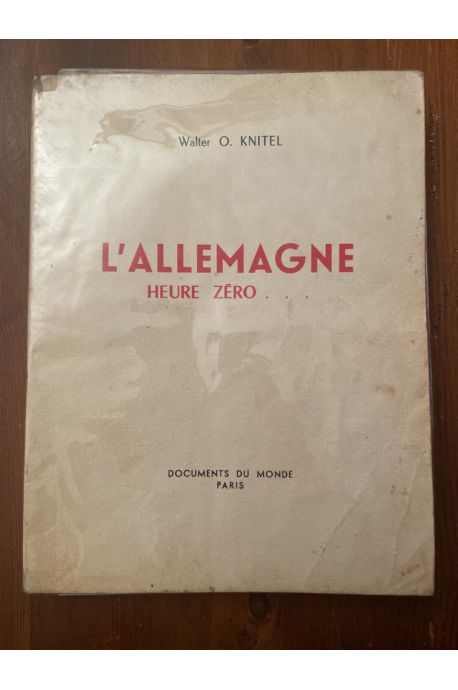 Walter O. KNITEL
L'ALLEMAGNE
HEURE ZÉRO . . .
DOCUMENTS DU MONDE
PARIS